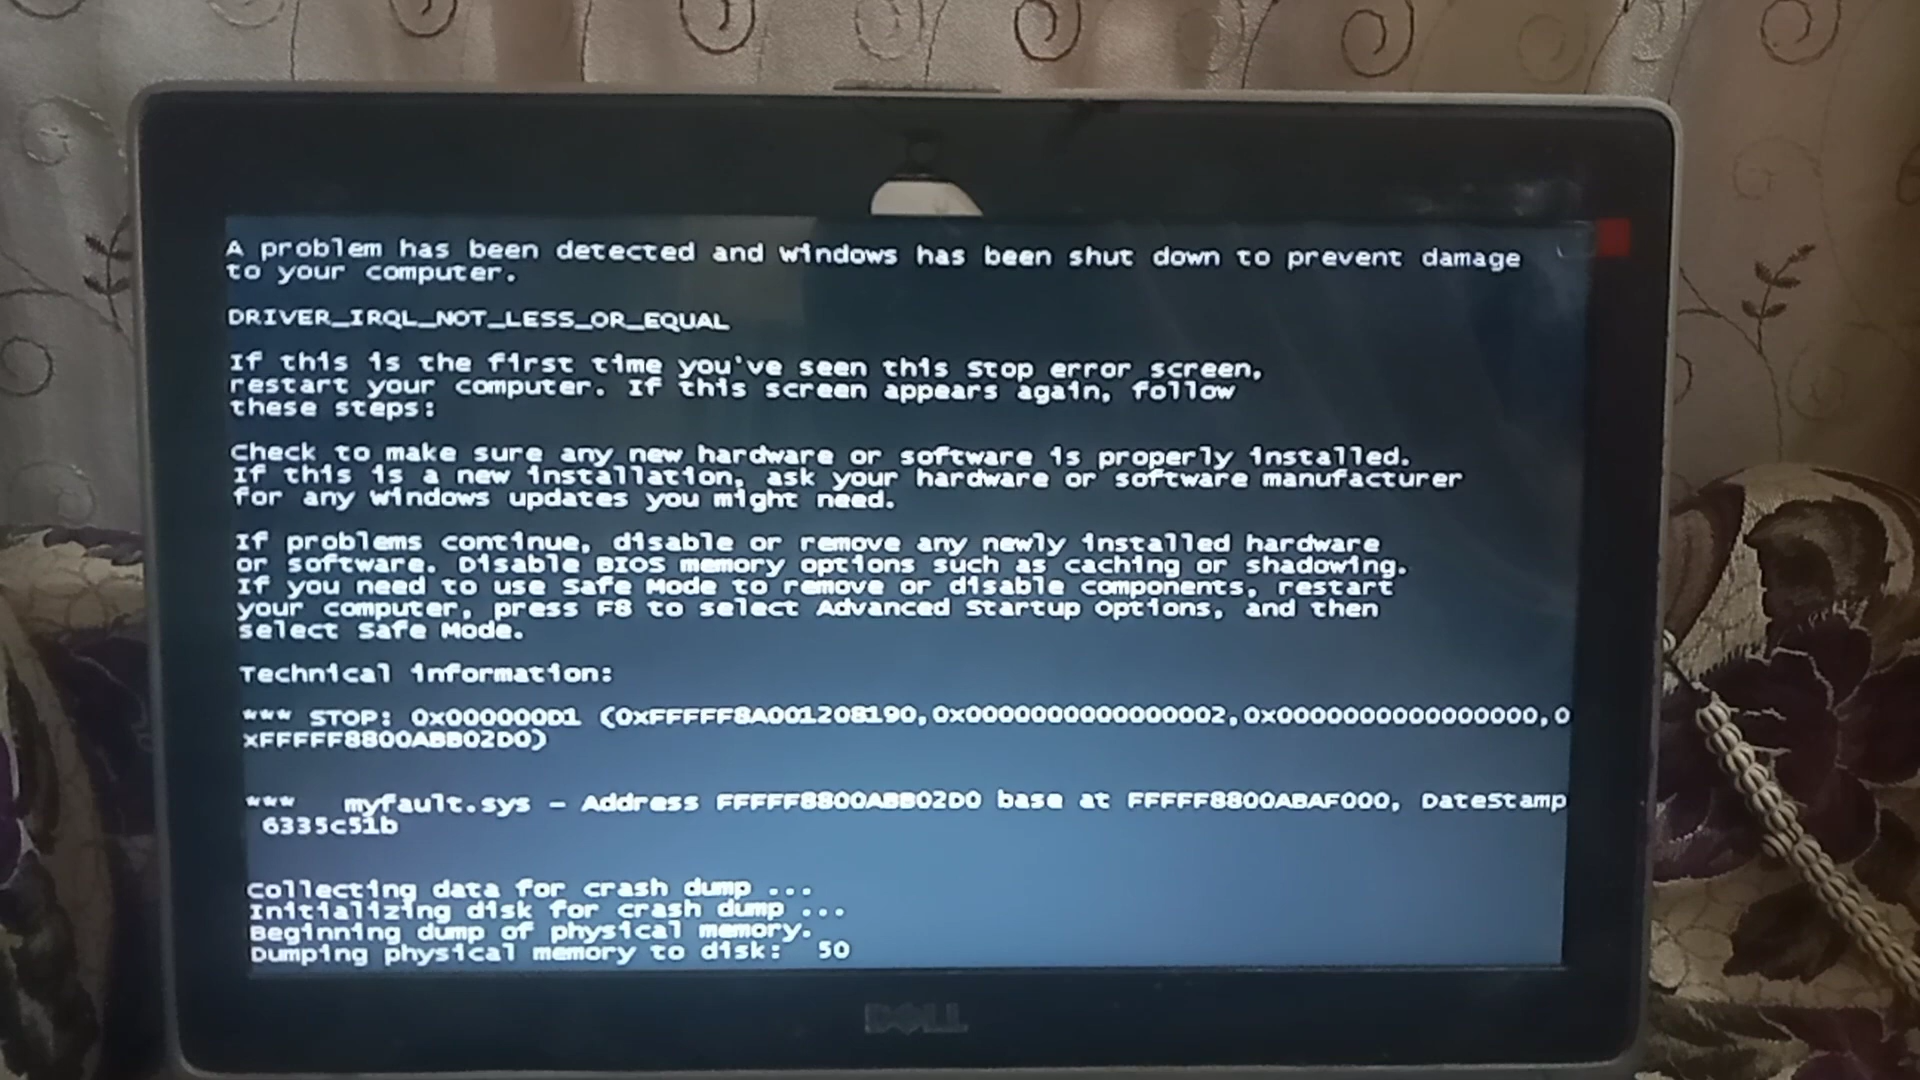 A problem has been detected and windows has been shut down to prevent damage
to your computer.
DRIVER_IRQL_NOT_LESS_OR_EQUAL
If this is the first time you've seen this Stop error screen,
restart your computer. If this screen appears again, follow
these steps:
Check to make sure any new hardware or software is properly installed.
If this is a new installation, ask your hardware or software manufacturer
for any windows updates you might need.
If problems continue, disable or remove any newly installed hardware
or software. Disable BIOS memory options such as caching or shadowing.
If you need to use Safe Mode to remove or disable components, restart
your computer, press F8 to select Advanced Startup Options, and then
select Safe Mode.
Technical information:
*** STOP: 0x000000D1 (0xFFFFF8A001208190,0x0000000000000002,0x0000000000000000,0
xFFFFF8800ABB02D0)
*** myfault.sys - Address FFFFF8800ABB02D0 base at FFFFF8800ABAF000, DateStamp
6335c51b
Collecting data for crash dump ...
Initializing disk for crash dump ...
Beginning dump of physical memory.
Dumping physical memory to disk: 50
DELL